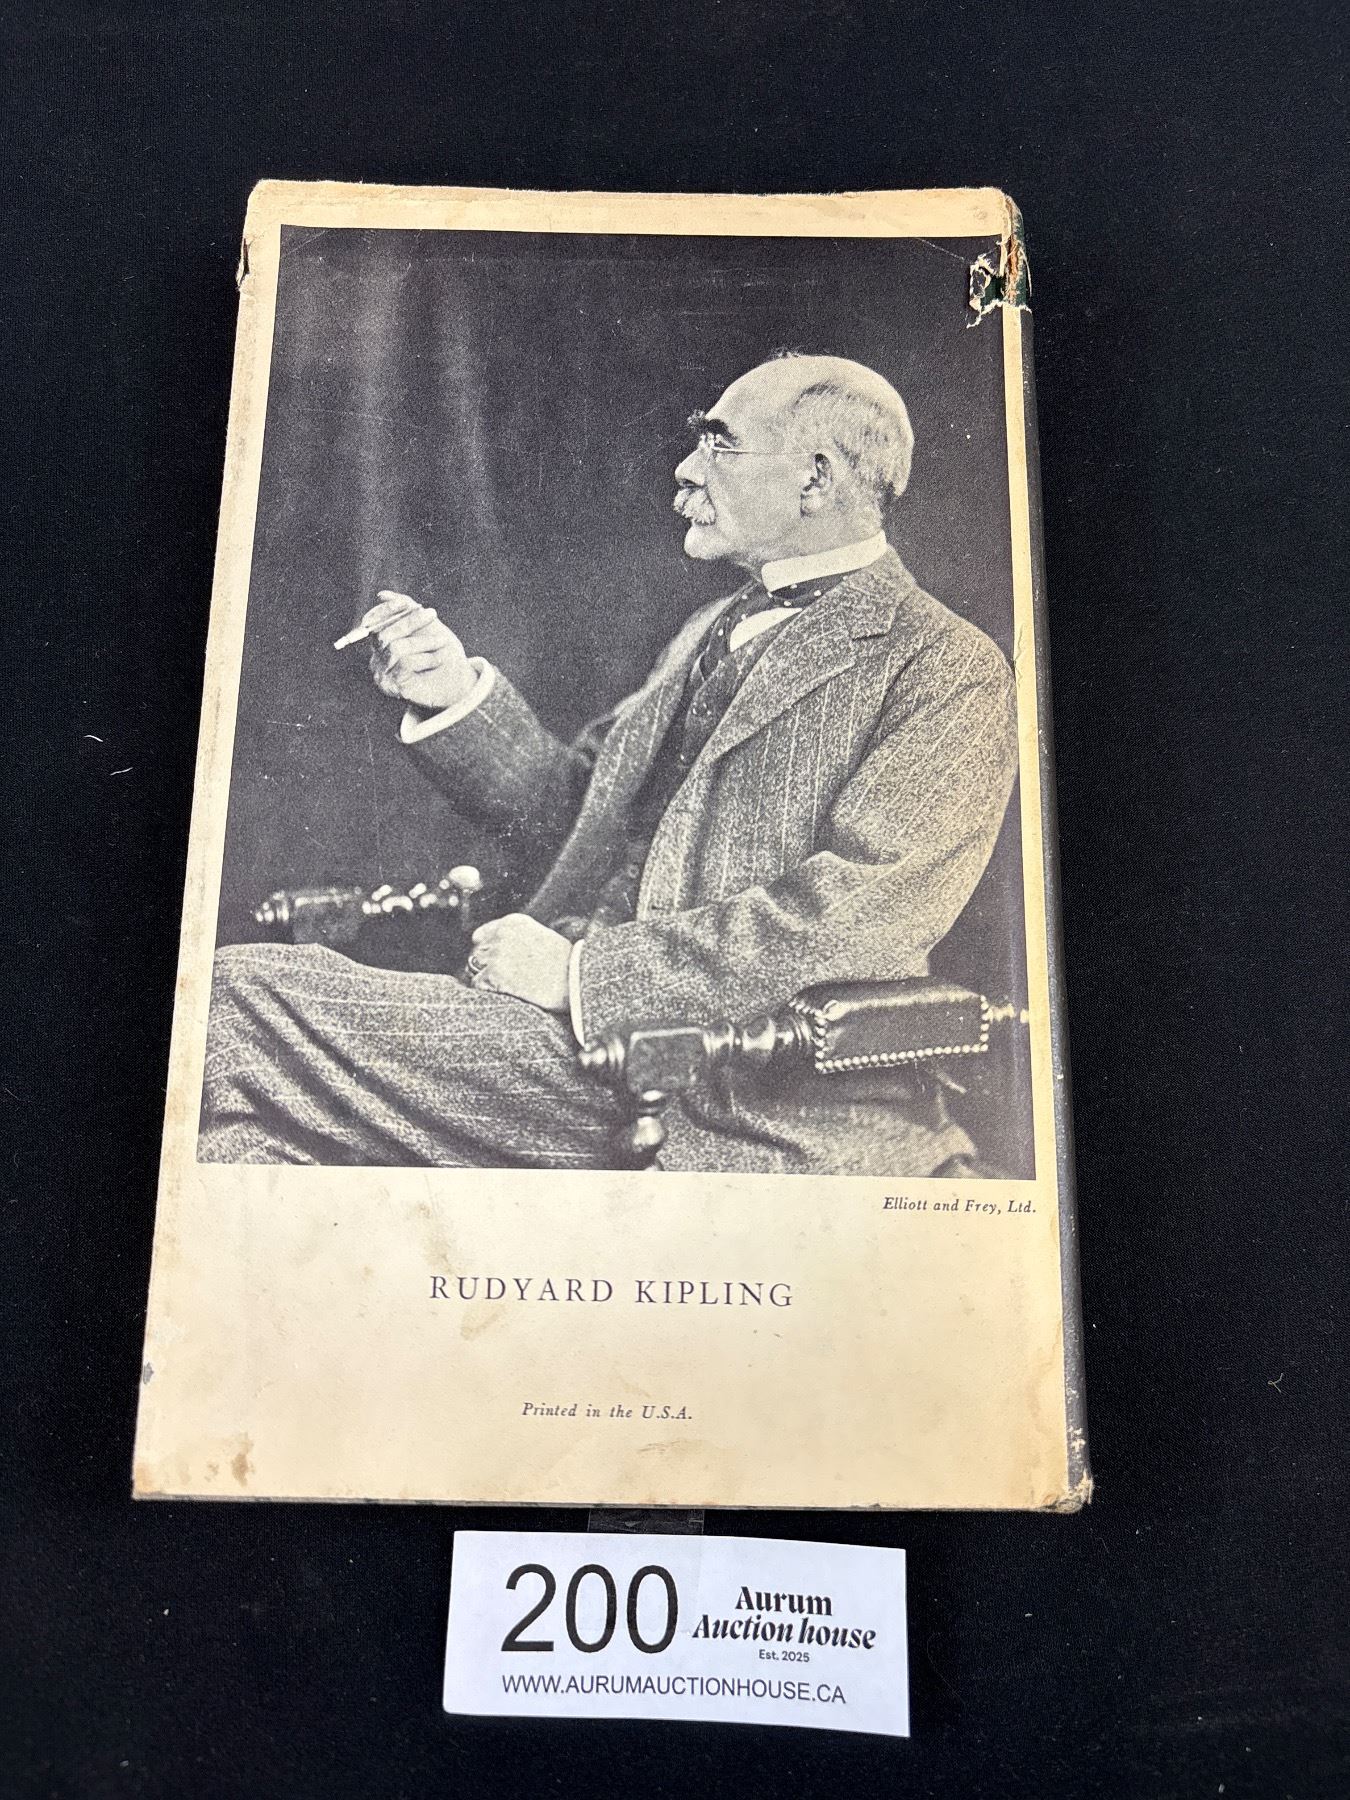 Elliott and Frey, Ltd.
RUDYARD KIPLING
Printed in the U.S.A.
200
Aurum
Auction house
Est. 2025
WWW.AURUMAUCTIONHOUSE.CA